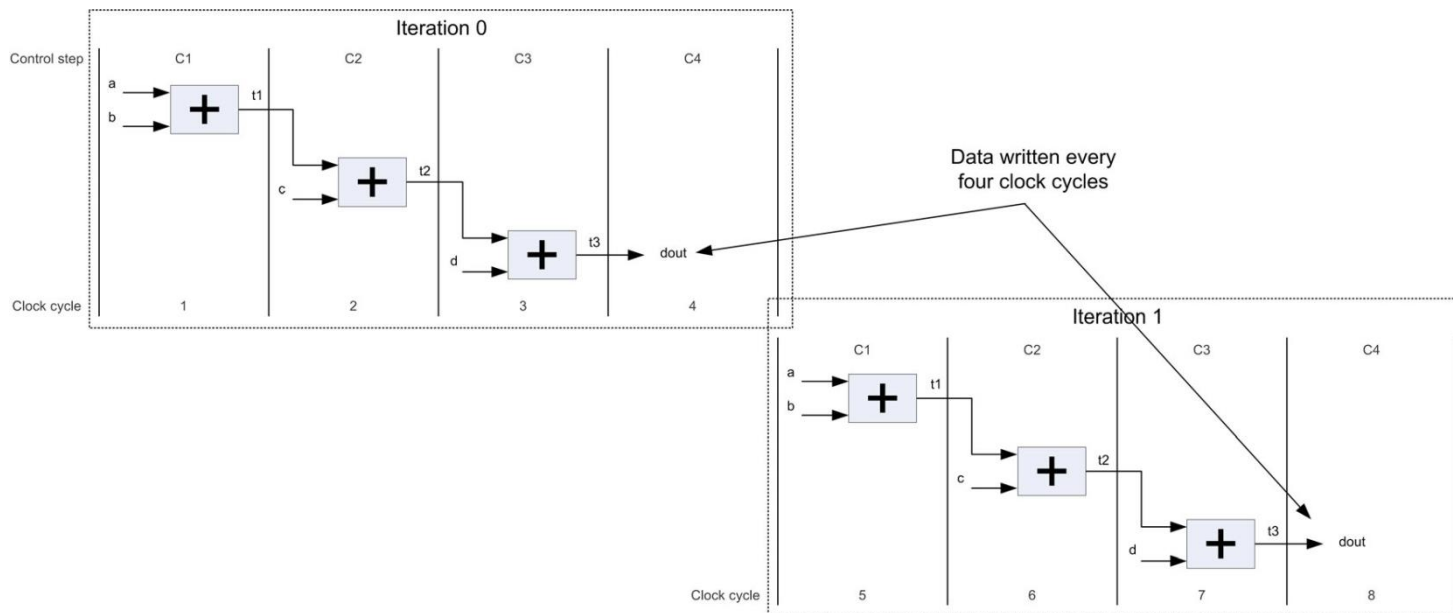 Iteration 0
Control step C1 C2 C3 C4
a
t1
b
t2
c
t3
dout
d
Clock cycle 1 2 3 4
Data written every
four clock cycles
Iteration 1
C1 C2 C3 C4
a
t1
b
t2
c
t3
dout
d
Clock cycle 5 6 7 8